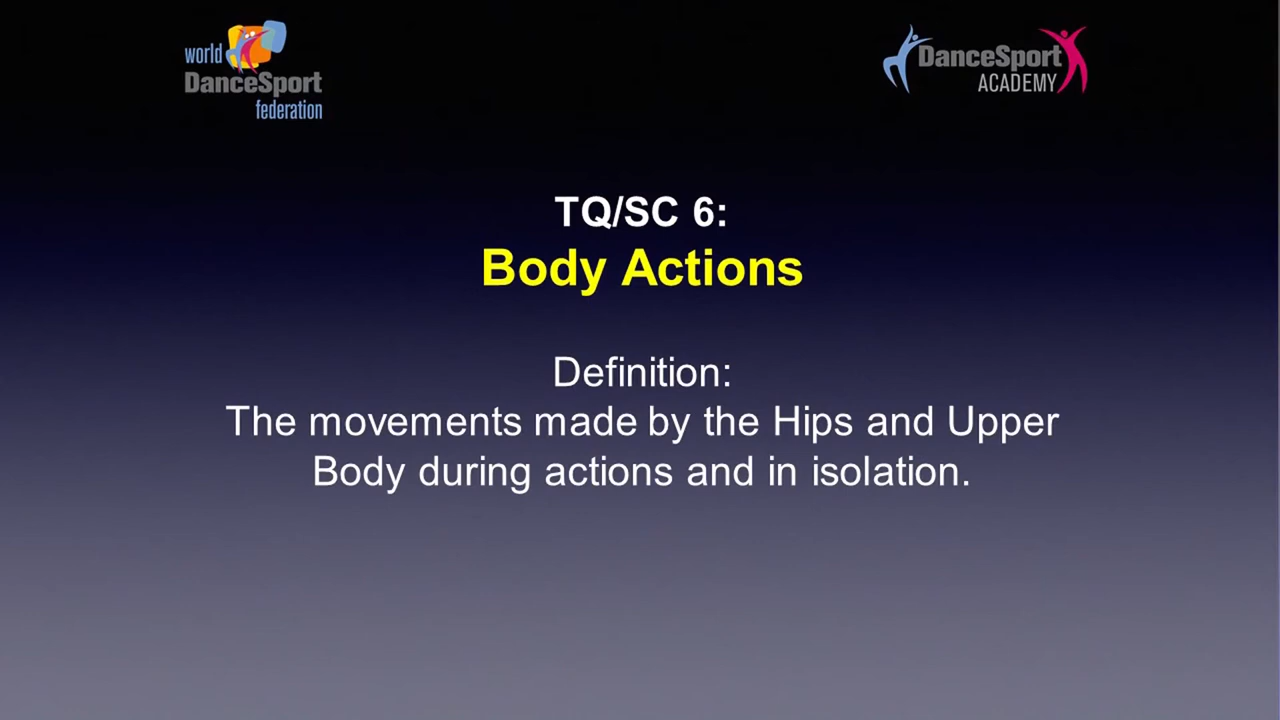 world
DanceSport
federation
DanceSport
ACADEMY
TQ/SC 6:
Body Actions
Definition:
The movements made by the Hips and Upper
Body during actions and in isolation.